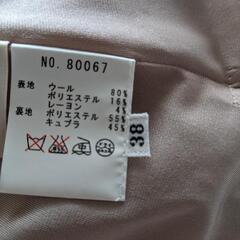 NO. 80067
表地 ウール 80%
ポリエステル 16%
レーヨン 4%
裏地 ポリエステル 55%
キュプラ 45%
38